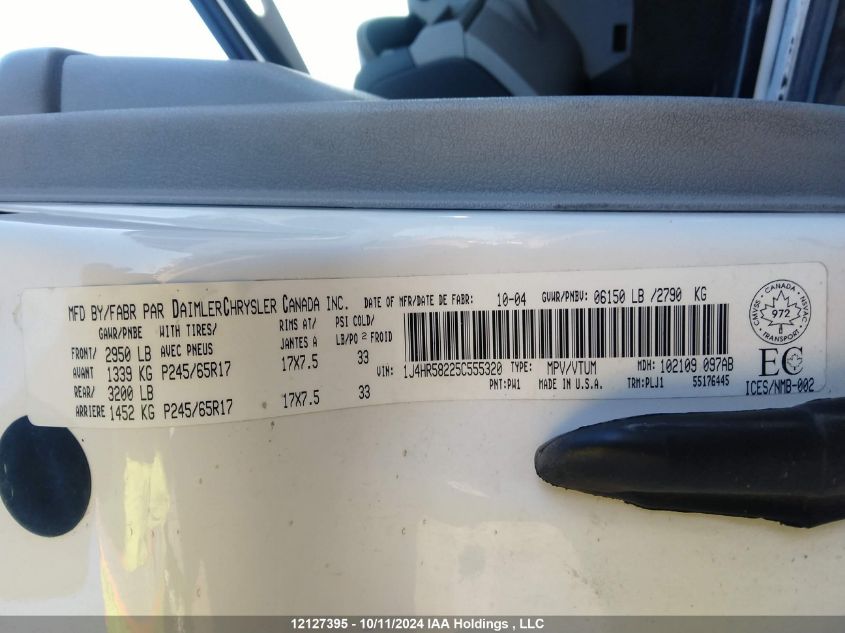 MFD BY/FABR PAR DAIMLERCHRYSLER CANADA INC. DATE OF MFR/DATE DE FABR: 10-04 GVWR/PNBV: 06150 LB /2790 KG
GAWR/PNBE WITH TIRES/ RIMS AT/ PSI COLD/
AVEC PNEUS JANTES A LB/PO 2 FROID
FRONT/ 2950 LB
AVANT 1339 KG P245/65R17 17X7.5 33
REAR/ 3200 LB
ARRIERE 1452 KG P245/65R17 17X7.5 33
VIN: 1J4HR58225C555320 TYPE: MPV/VTUM MDH: 102109 097AB
PNT:PW1 MADE IN U.S.A. TRM:PLJ1 55176445
CANADA
CMVSS NSVAC
972
6
TRANSPORT
EC
ICES/NMB-002
12127395 - 10/11/2024 IAA Holdings , LLC